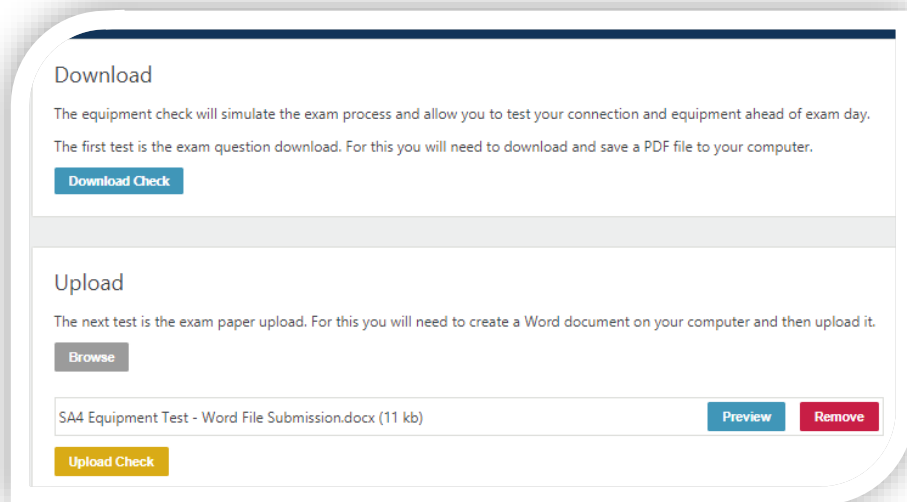 Download
The equipment check will simulate the exam process and allow you to test your connection and equipment ahead of exam day.
The first test is the exam question download. For this you will need to download and save a PDF file to your computer.
Download Check
Upload
The next test is the exam paper upload. For this you will need to create a Word document on your computer and then upload it.
Browse
SA4 Equipment Test - Word File Submission.docx (11 kb) Preview Remove
Upload Check